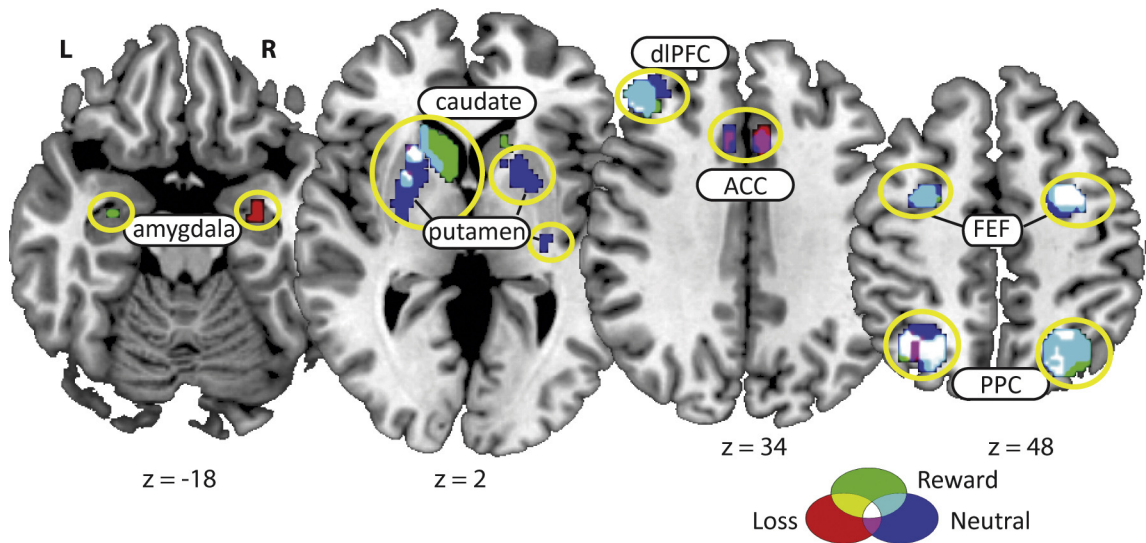 L
R
amygdala
caudate
putamen
dlPFC
ACC
FEF
PPC
z = -18
z = 2
z = 34
z = 48
Reward
Loss
Neutral